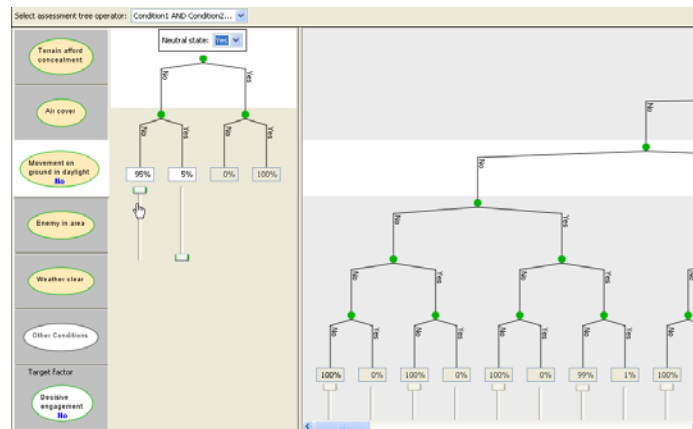 Select assessment tree operator: Condition1 AND Condition2...
Neutral state: Yes
Terrain afford
concealment
Air cover
Movement on
ground in daylight
No
Enemy in area
Weather clear
Other Conditions
Target factor
Decisive
engagement
No
No
Yes
No
Yes
No
Yes
95%
5%
0%
100%
No
No
No
Yes
No
Yes
No
Yes
No
No
Yes
No
Yes
No
Yes
No
Yes
No
100%
0%
100%
0%
100%
0%
99%
1%
100%